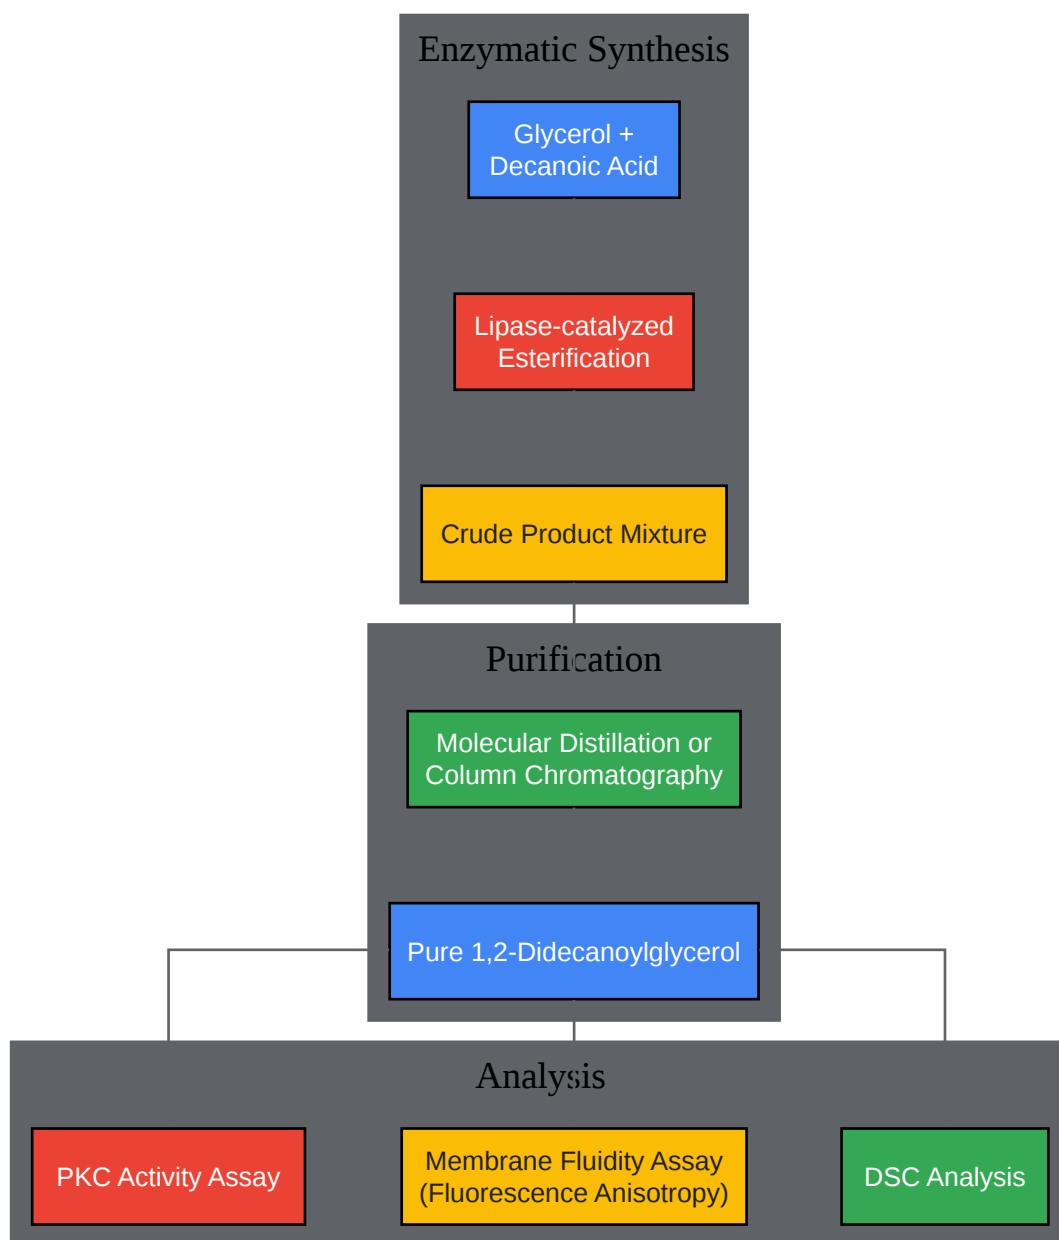 Enzymatic Synthesis
Glycerol +
Decanoic Acid
Lipase-catalyzed
Esterification
Crude Product Mixture
Purification
Molecular Distillation or
Column Chromatography
Pure 1,2-Didecanoylglycerol
Analysis
PKC Activity Assay
Membrane Fluidity Assay
(Fluorescence Anisotropy)
DSC Analysis